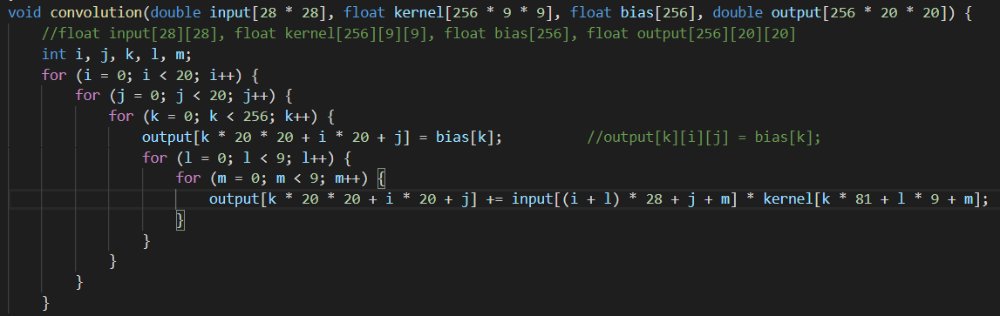 void convolution(double input[28 * 28], float kernel[256 * 9 * 9], float bias[256], double output[256 * 20 * 20]) {
    //float input[28][28], float kernel[256][9][9], float bias[256], float output[256][20][20]
    int i, j, k, l, m;
    for (i = 0; i < 20; i++) {
        for (j = 0; j < 20; j++) {
            for (k = 0; k < 256; k++) {
                output[k * 20 * 20 + i * 20 + j] = bias[k];          //output[k][i][j] = bias[k];
                for (l = 0; l < 9; l++) {
                    for (m = 0; m < 9; m++) {
                        output[k * 20 * 20 + i * 20 + j] += input[(i + l) * 28 + j + m] * kernel[k * 81 + l * 9 + m];
                    }
                }
            }
        }
    }